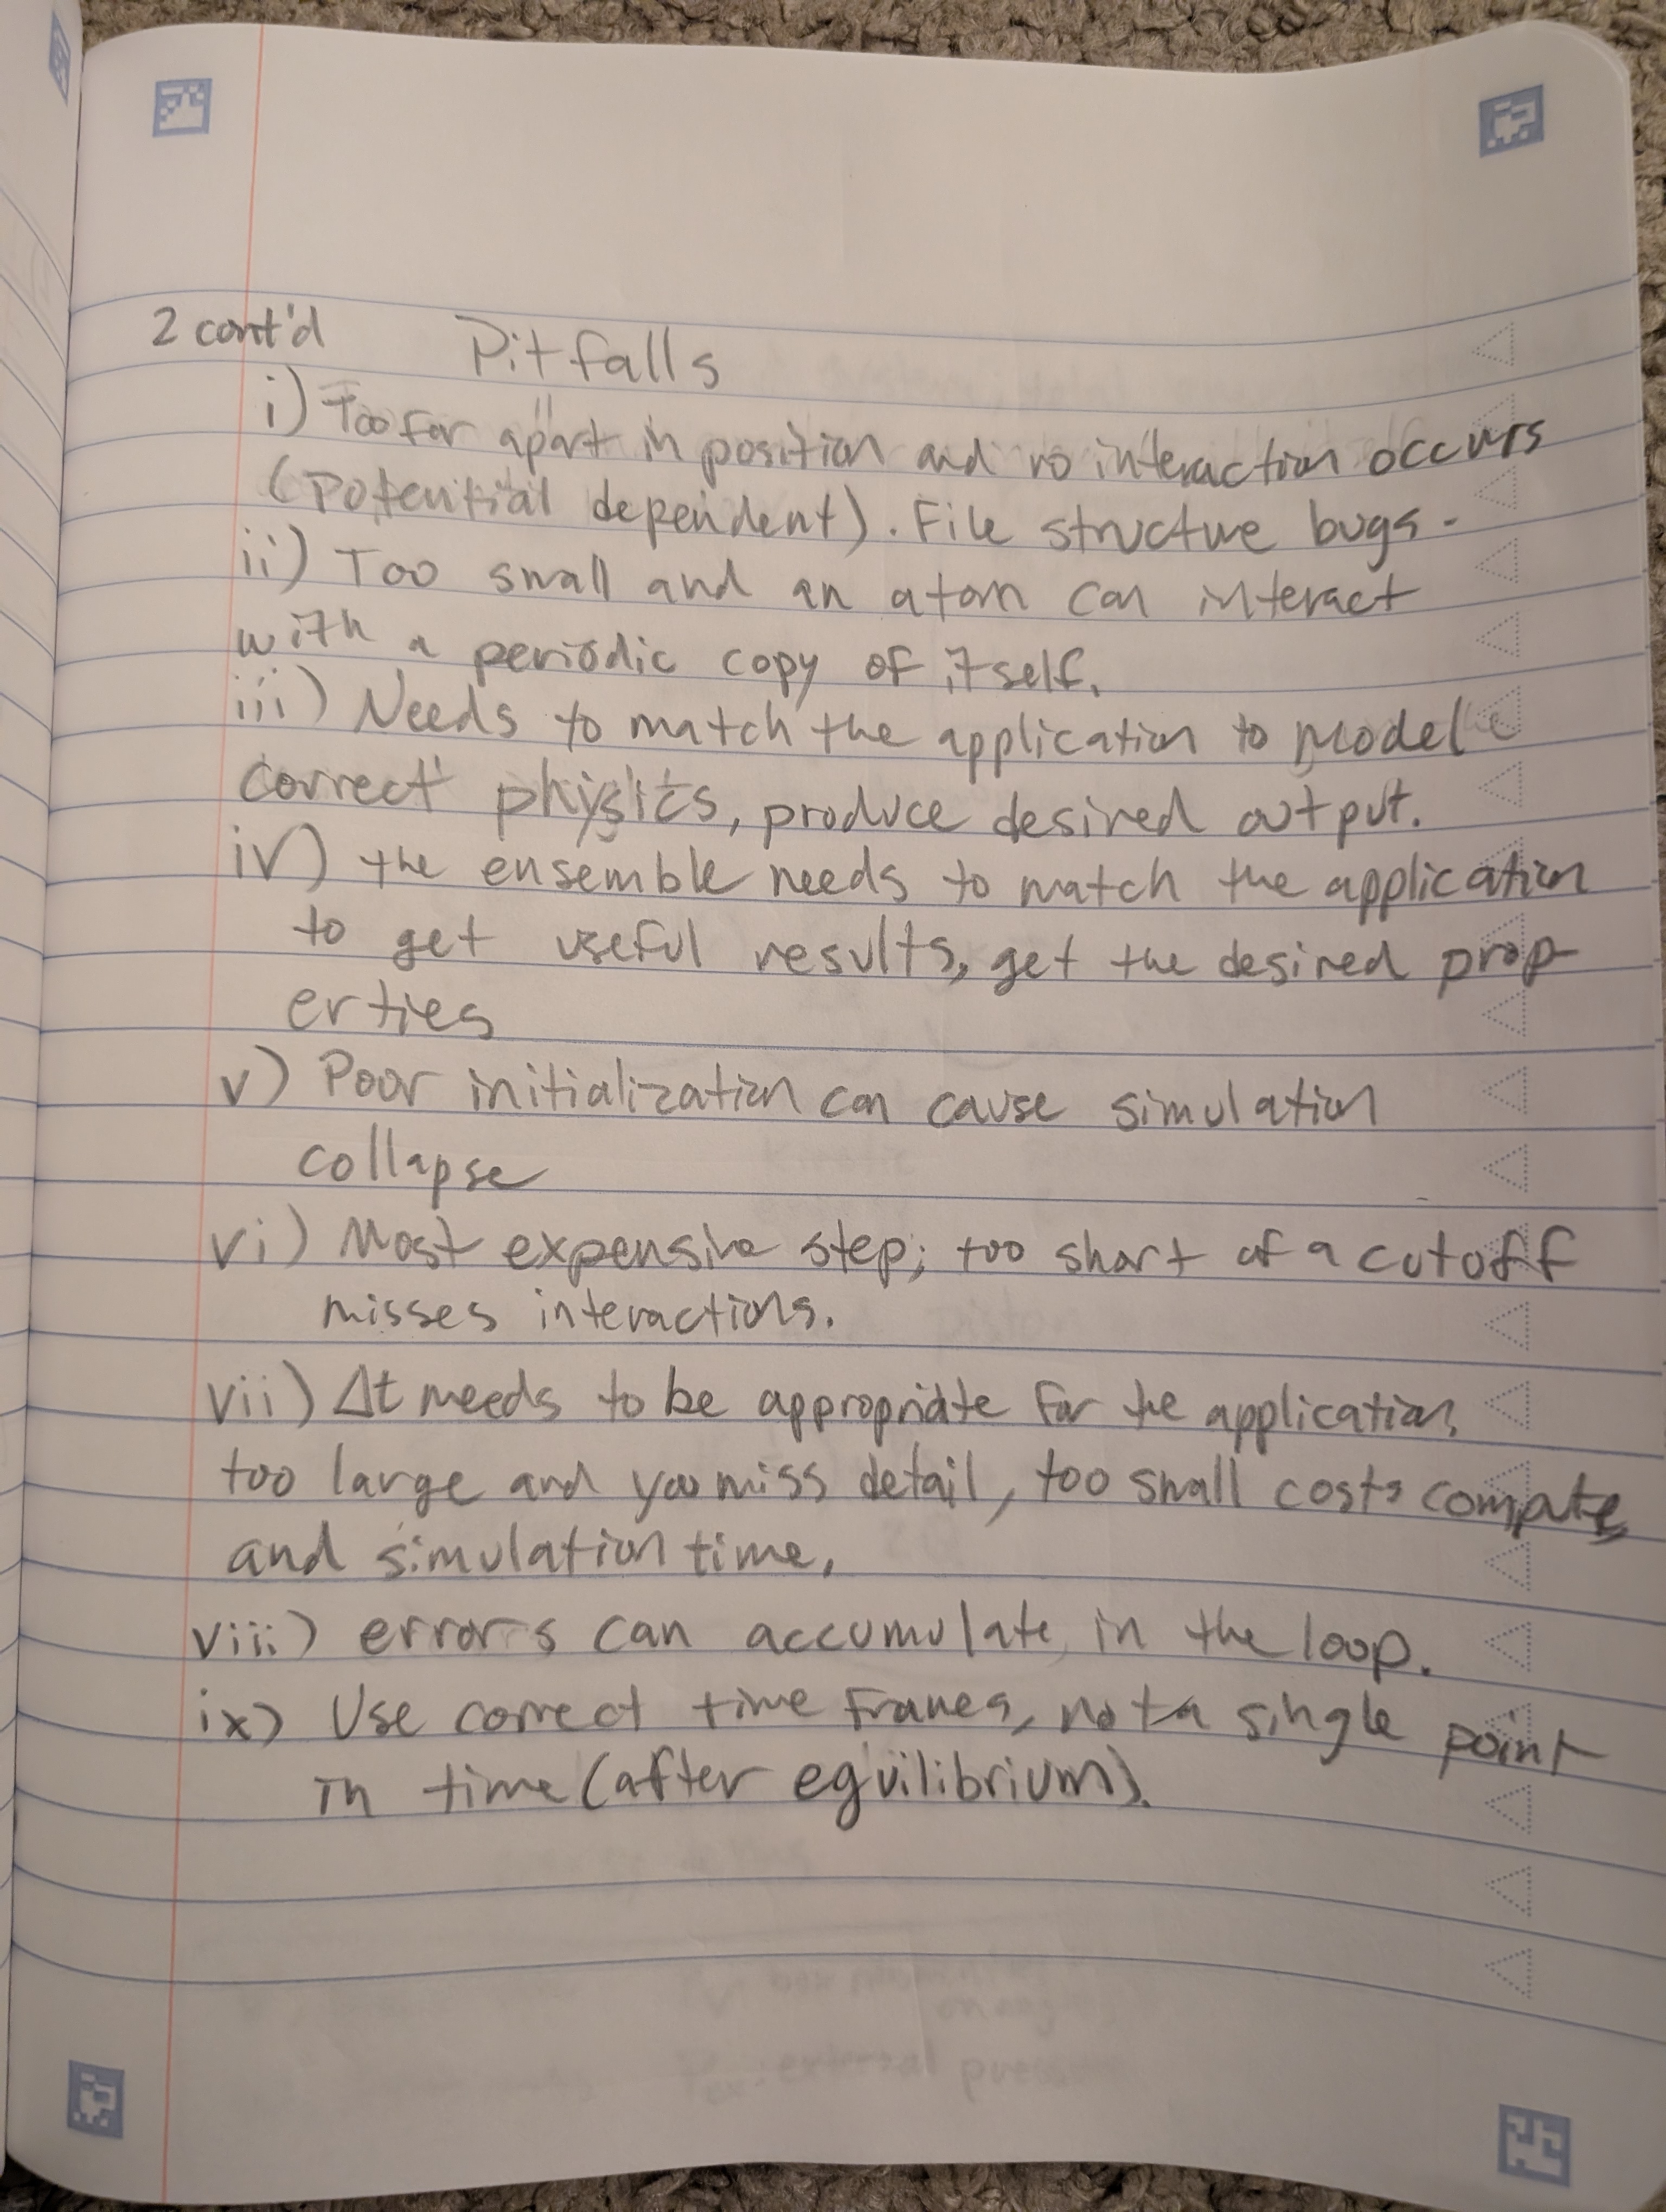 2 cont'd Pitfalls
i) Too far apart in position and no interaction occurs
(Potential dependent). File structure bugs.
ii) Too small and an atom can interact
with a periodic copy of itself.
iii) Needs to match the application to model
correct physics, produce desired output.
iv) the ensemble needs to match the application
to get useful results, get the desired prop-
erties
v) Poor initialization can cause simulation
collapse
vi) Most expensive step; too short of a cutoff
misses interactions.
vii) Δt needs to be appropriate for the application,
too large and you miss detail, too small costs compute
and simulation time.
viii) errors can accumulate in the loop.
ix) Use correct time frames, not a single point
in time (after equilibrium).